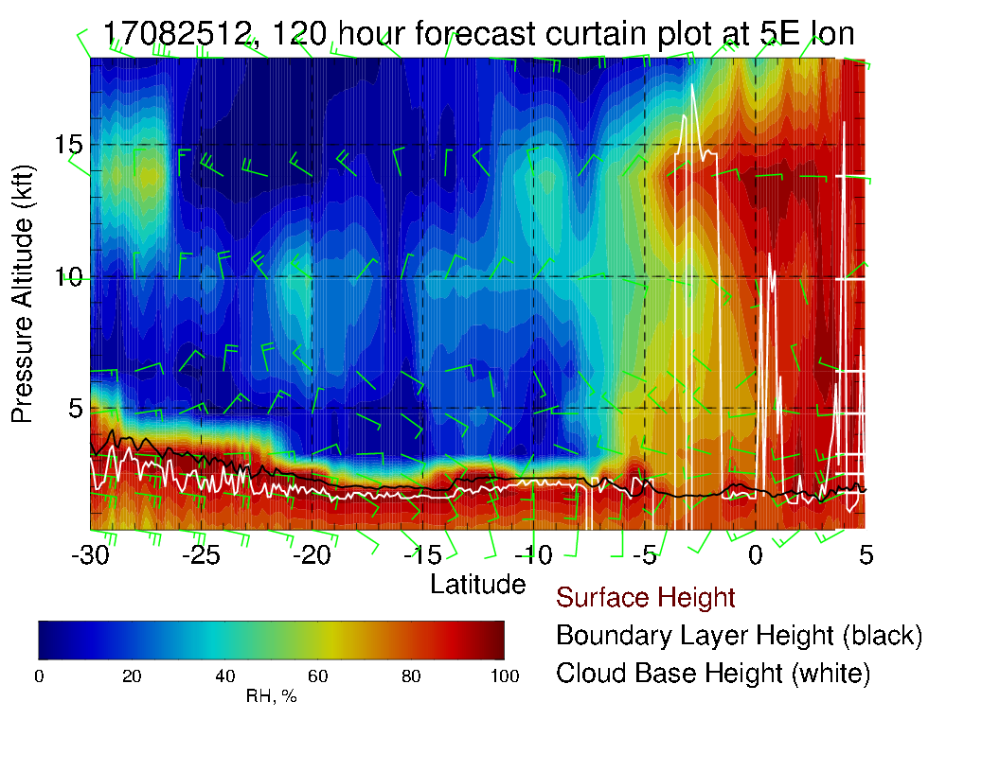 17082512, 120 hour forecast curtain plot at 5E lon
Pressure Altitude (kft)
15
10
5
-30 -25 -20 -15 -10 -5 0 5
Latitude
Surface Height
Boundary Layer Height (black)
Cloud Base Height (white)
0 20 40 60 80 100
RH, %